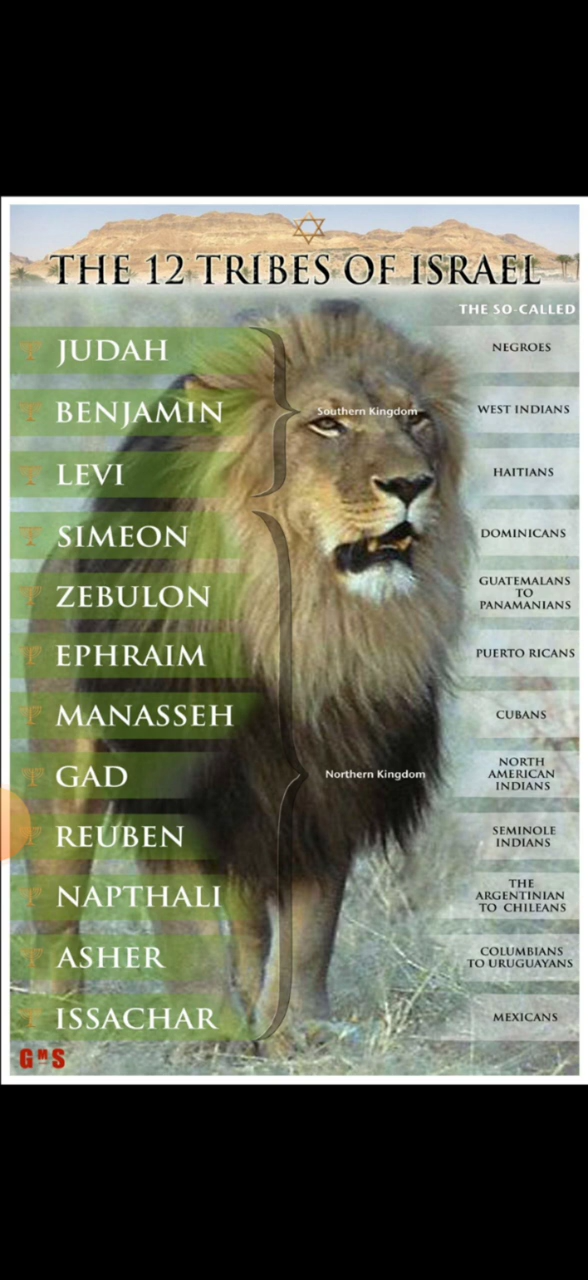 THE 12 TRIBES OF ISRAEL
THE SO-CALLED
JUDAH
NEGROES
BENJAMIN
Southern Kingdom
WEST INDIANS
LEVI
HAITIANS
SIMEON
DOMINICANS
ZEBULON
GUATEMALANS
TO
PANAMANIANS
EPHRAIM
PUERTO RICANS
MANASSEH
CUBANS
GAD
Northern Kingdom
NORTH
AMERICAN
INDIANS
REUBEN
SEMINOLE
INDIANS
NAPTHALI
THE
ARGENTINIAN
TO CHILEANS
ASHER
COLUMBIANS
TO URUGUAYANS
ISSACHAR
MEXICANS
GMS